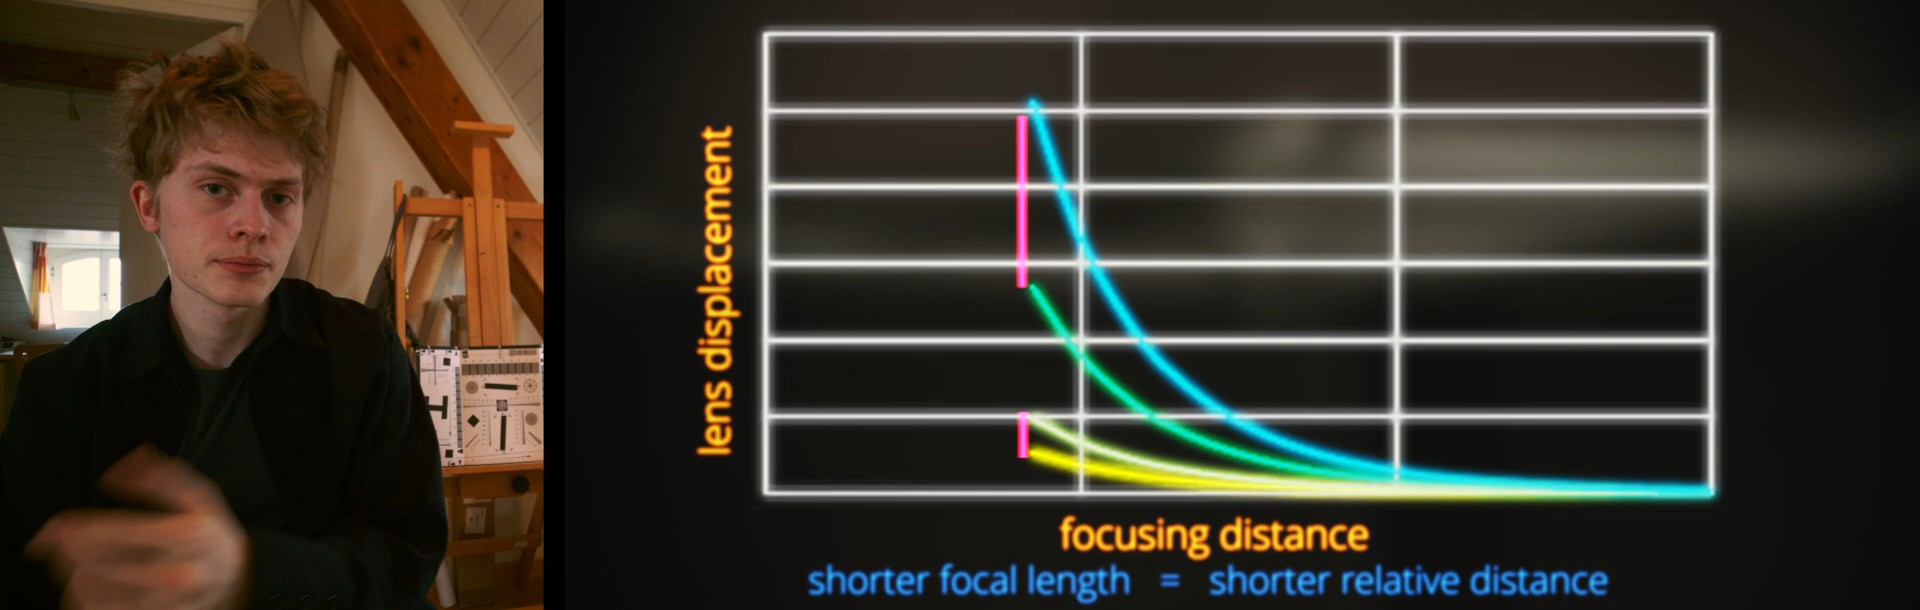 lens displacement
focusing distance
shorter focal length = shorter relative distance